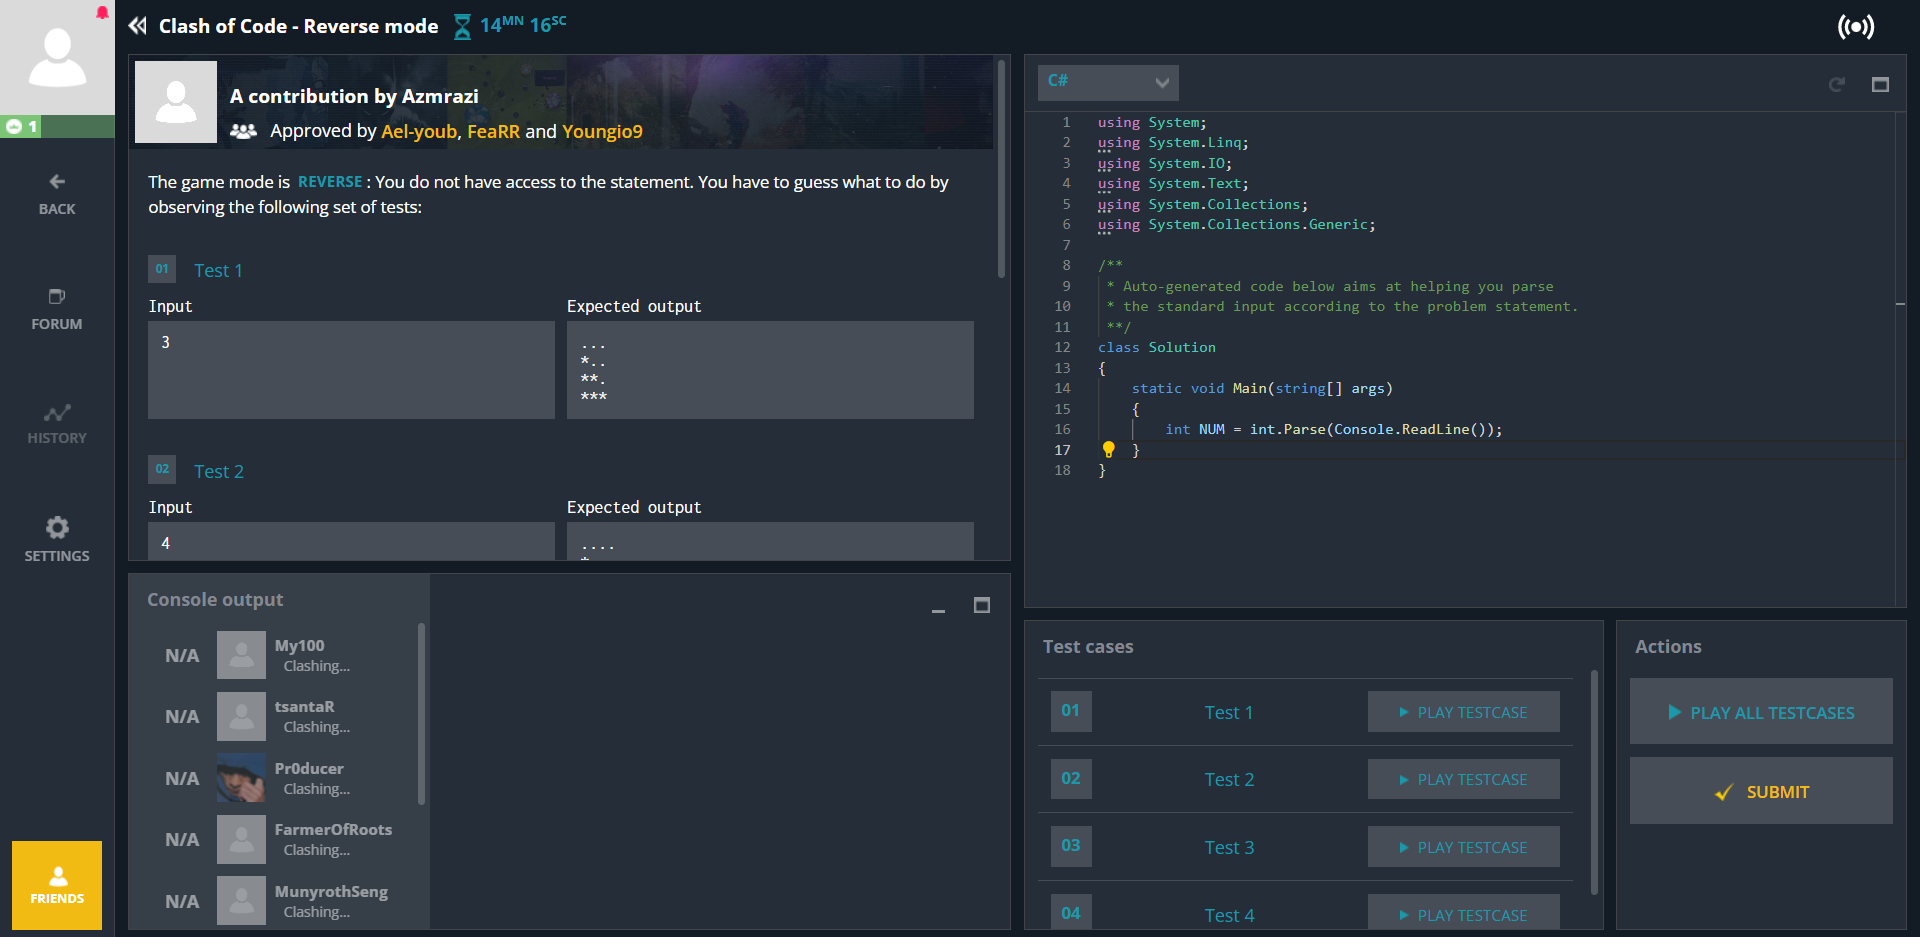 Clash of Code - Reverse mode 14MN 16SC
1
BACK
FORUM
HISTORY
SETTINGS
FRIENDS
A contribution by Azmrazi
Approved by Ael-youb, FeaRR and Youngio9
The game mode is REVERSE : You do not have access to the statement. You have to guess what to do by
observing the following set of tests:
01 Test 1
Input Expected output
3 ...
*..
**.
***
02 Test 2
Input Expected output
4 ....
Console output
N/A My100
Clashing...
N/A tsantaR
Clashing...
N/A Pr0ducer
Clashing...
N/A FarmerOfRoots
Clashing...
N/A MunyrothSeng
Clashing...
C#
1 using System;
2 using System.Linq;
3 using System.IO;
4 using System.Text;
5 using System.Collections;
6 using System.Collections.Generic;
7
8 /**
9 * Auto-generated code below aims at helping you parse
10 * the standard input according to the problem statement.
11 **/
12 class Solution
13 {
14 static void Main(string[] args)
15 {
16 int NUM = int.Parse(Console.ReadLine());
17 }
18 }
Test cases
01 Test 1 PLAY TESTCASE
02 Test 2 PLAY TESTCASE
03 Test 3 PLAY TESTCASE
04 Test 4 PLAY TESTCASE
Actions
PLAY ALL TESTCASES
SUBMIT